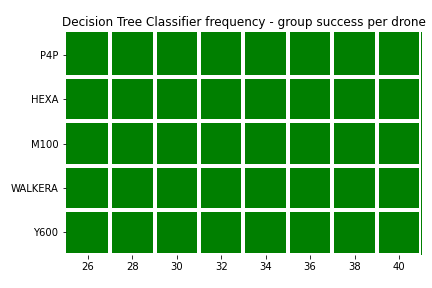 Decision Tree Classifier frequency - group success per drone
P4P
HEXA
M100
WALKERA
Y600
26 28 30 32 34 36 38 40